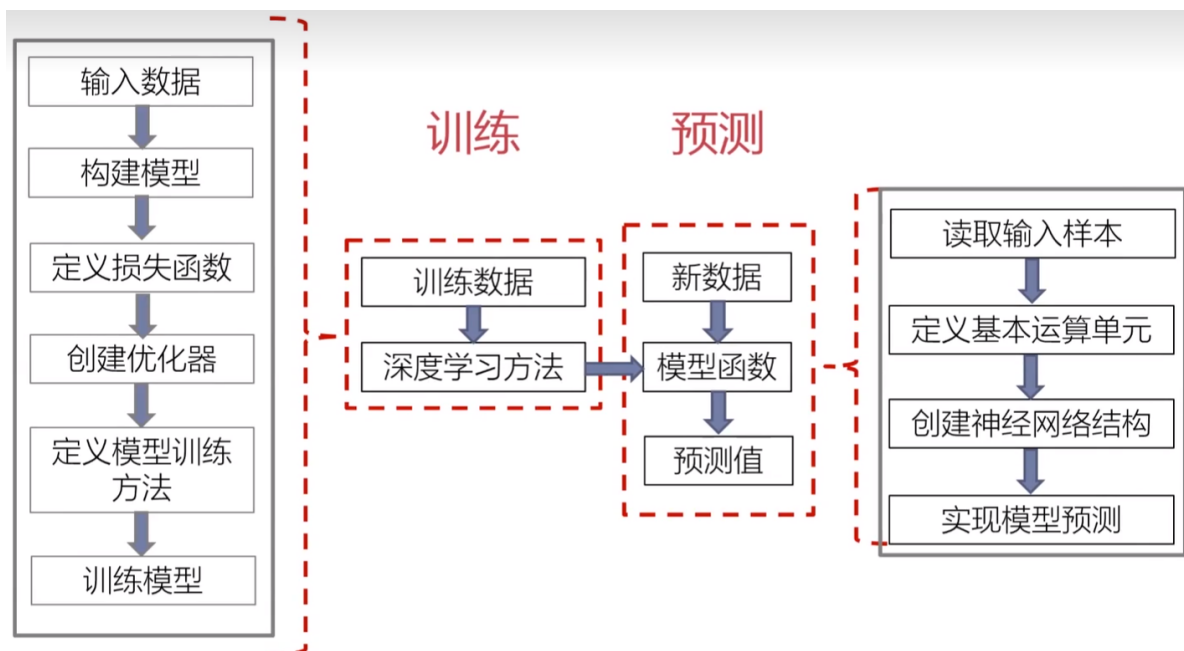 输入数据
构建模型
定义损失函数
创建优化器
定义模型训练
方法
训练模型
训练
训练数据
深度学习方法
预测
新数据
模型函数
预测值
读取输入样本
定义基本运算单元
创建神经网络结构
实现模型预测